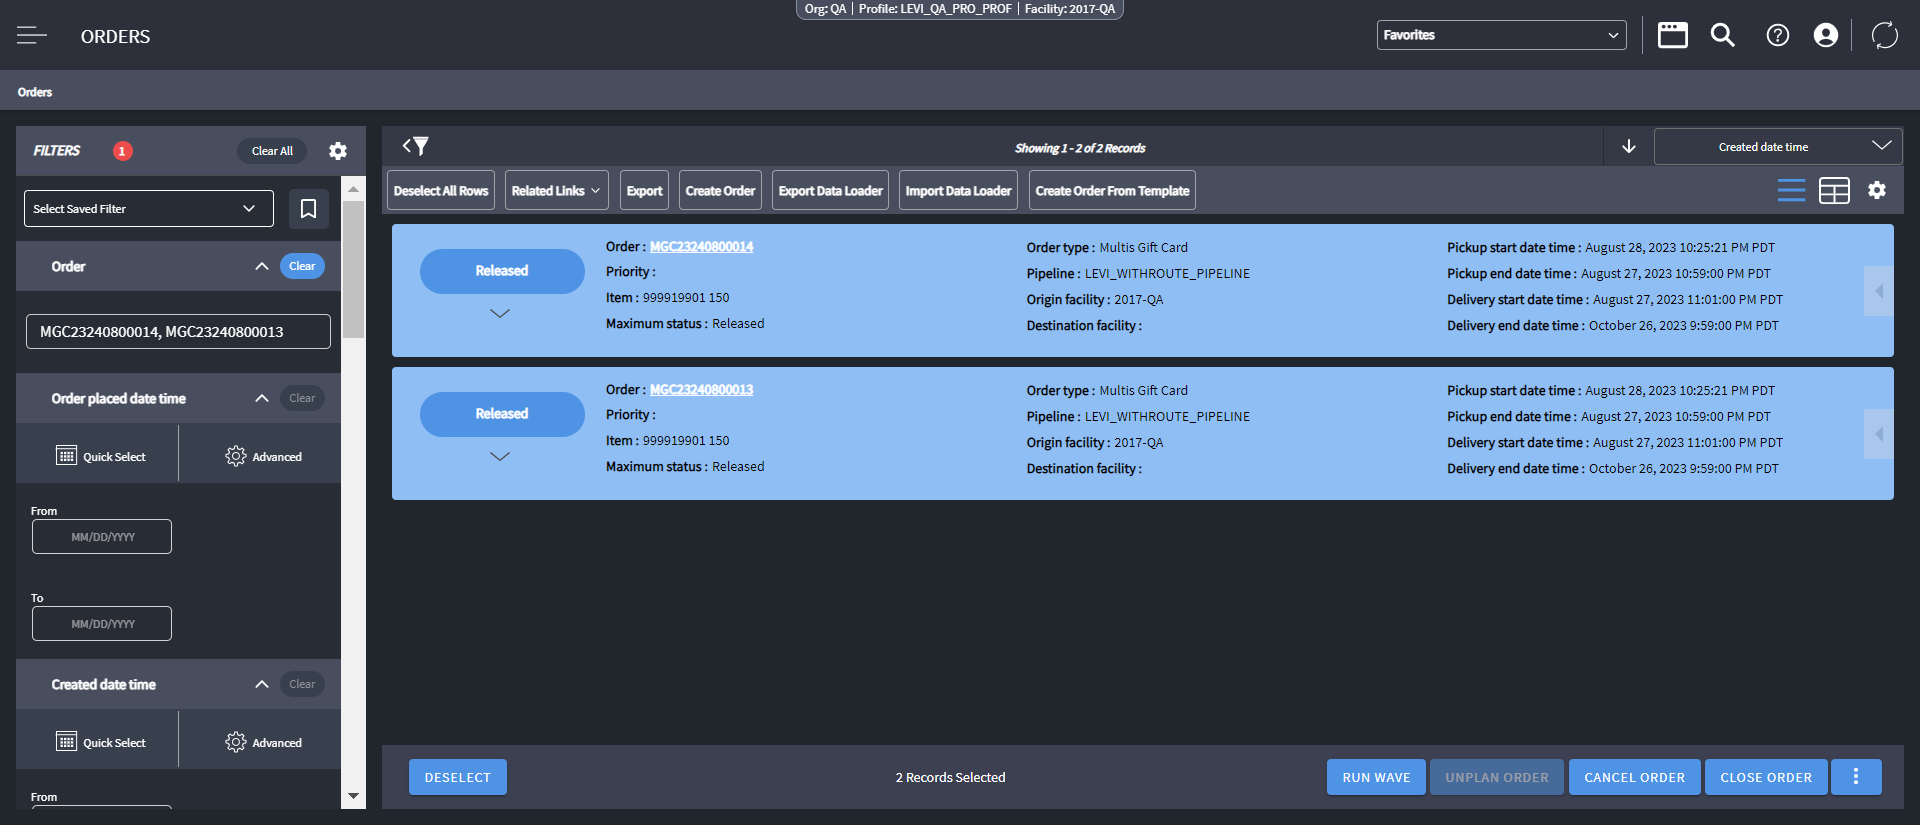 Org: QA | Profile: LEVI_QA_PRO_PROF | Facility: 2017-QA
ORDERS
Favorites
Orders
FILTERS 1 Clear All
Select Saved Filter
Order Clear
MGC23240800014, MGC23240800013
Order placed date time Clear
Quick Select Advanced
From
MM/DD/YYYY
To
MM/DD/YYYY
Created date time Clear
Quick Select Advanced
From
Showing 1 - 2 of 2 Records
Created date time
Deselect All Rows Related Links Export Create Order Export Data Loader Import Data Loader Create Order From Template
Released
Order : MGC23240800014
Priority :
Item : 999919901 150
Maximum status : Released
Order type : Multis Gift Card
Pipeline : LEVI_WITHROUTE_PIPELINE
Origin facility : 2017-QA
Destination facility :
Pickup start date time : August 28, 2023 10:25:21 PM PDT
Pickup end date time : August 27, 2023 10:59:00 PM PDT
Delivery start date time : August 27, 2023 11:01:00 PM PDT
Delivery end date time : October 26, 2023 9:59:00 PM PDT
Released
Order : MGC23240800013
Priority :
Item : 999919901 150
Maximum status : Released
Order type : Multis Gift Card
Pipeline : LEVI_WITHROUTE_PIPELINE
Origin facility : 2017-QA
Destination facility :
Pickup start date time : August 28, 2023 10:25:21 PM PDT
Pickup end date time : August 27, 2023 10:59:00 PM PDT
Delivery start date time : August 27, 2023 11:01:00 PM PDT
Delivery end date time : October 26, 2023 9:59:00 PM PDT
DESELECT
2 Records Selected
RUN WAVE UNPLAN ORDER CANCEL ORDER CLOSE ORDER